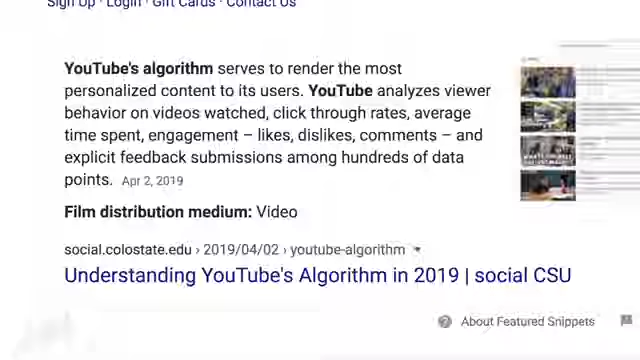 Sign Up · Login · Gift Cards · Contact Us
YouTube's algorithm serves to render the most
personalized content to its users. YouTube analyzes viewer
behavior on videos watched, click through rates, average
time spent, engagement – likes, dislikes, comments – and
explicit feedback submissions among hundreds of data
points. Apr 2, 2019
Film distribution medium: Video
social.colostate.edu › 2019/04/02 › youtube-algorithm
Understanding YouTube's Algorithm in 2019 | social CSU
About Featured Snippets